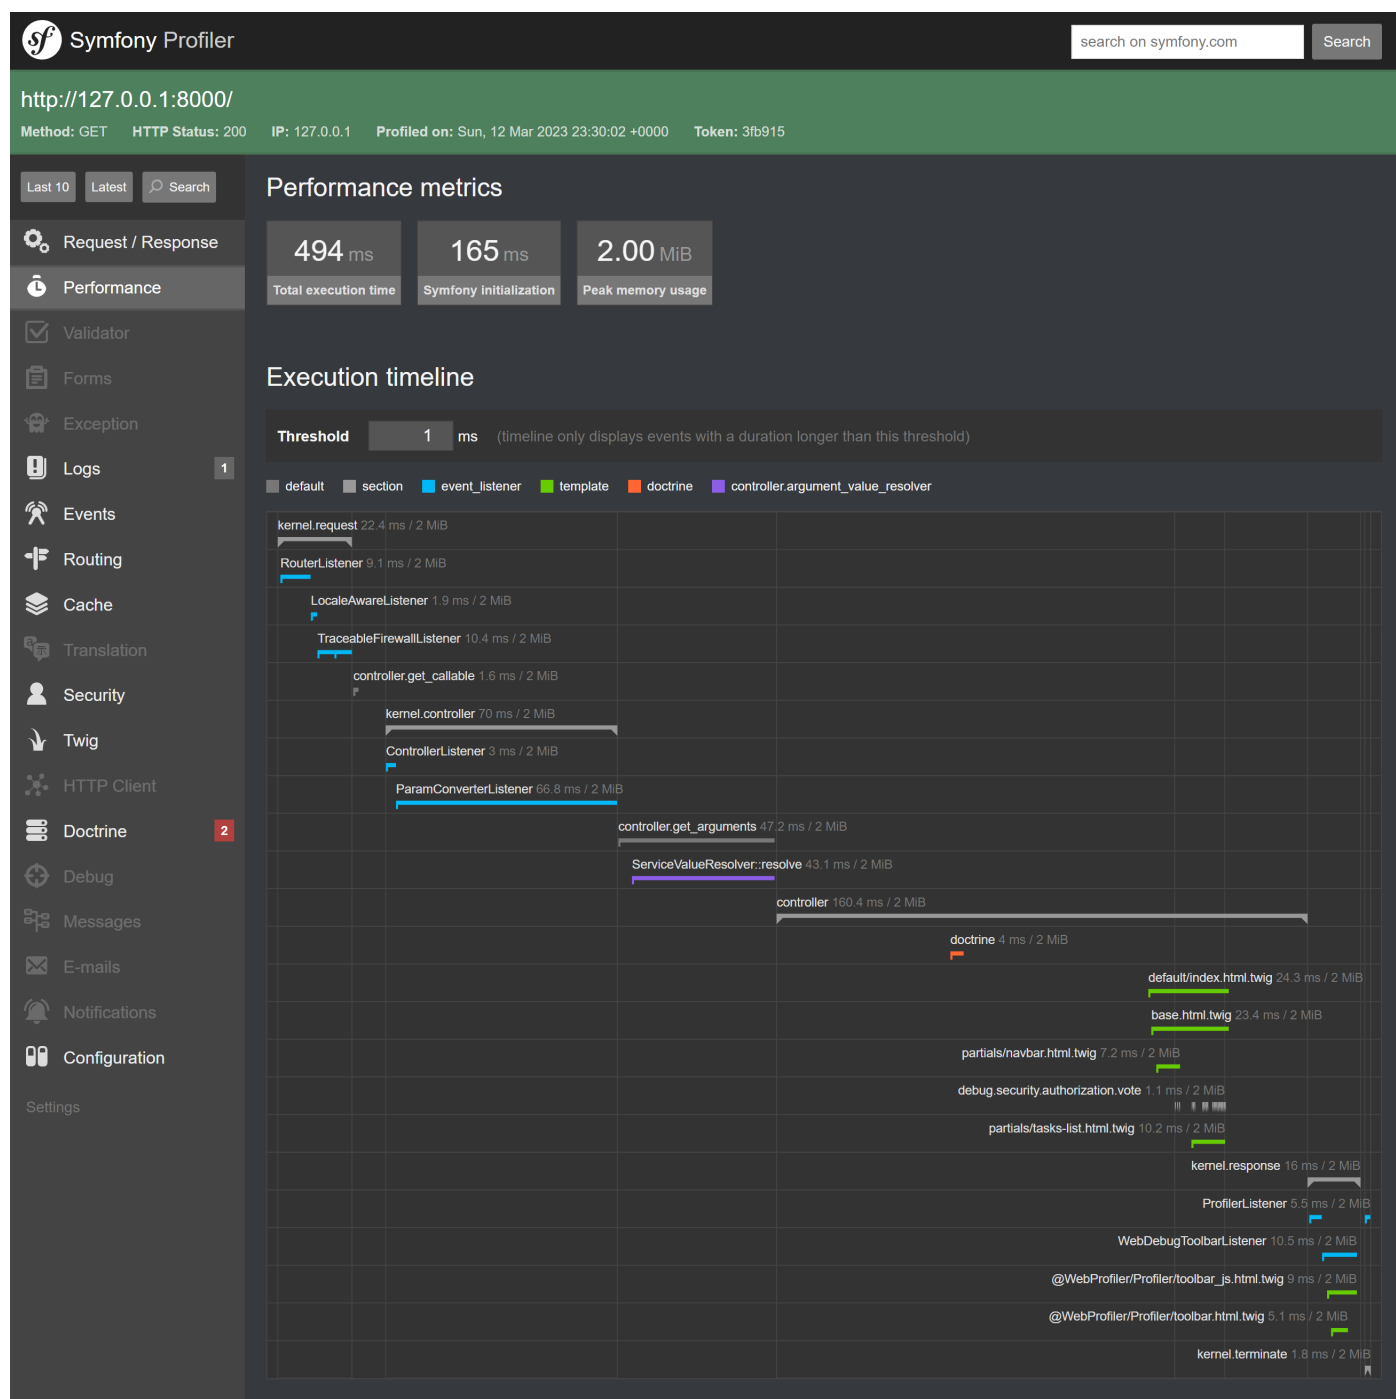 sf Symfony Profiler
search on symfony.com Search
http://127.0.0.1:8000/
Method: GET HTTP Status: 200 IP: 127.0.0.1 Profiled on: Sun, 12 Mar 2023 23:30:02 +0000 Token: 3fb915
Last 10 Latest Search
Request / Response
Performance
Validator
Forms
Exception
Logs 1
Events
Routing
Cache
Translation
Security
Twig
HTTP Client
Doctrine 2
Debug
Messages
E-mails
Notifications
Configuration
Settings
Performance metrics
494 ms 165 ms 2.00 MiB
Total execution time Symfony initialization Peak memory usage
Execution timeline
Threshold 1 ms (timeline only displays events with a duration longer than this threshold)
default section event_listener template doctrine controller.argument_value_resolver
kernel.request 22.4 ms / 2 MiB
RouterListener 9.1 ms / 2 MiB
LocaleAwareListener 1.9 ms / 2 MiB
TraceableFirewallListener 10.4 ms / 2 MiB
controller.get_callable 1.6 ms / 2 MiB
kernel.controller 70 ms / 2 MiB
ControllerListener 3 ms / 2 MiB
ParamConverterListener 66.8 ms / 2 MiB
controller.get_arguments 47.2 ms / 2 MiB
ServiceValueResolver::resolve 43.1 ms / 2 MiB
controller 160.4 ms / 2 MiB
doctrine 4 ms / 2 MiB
default/index.html.twig 24.3 ms / 2 MiB
base.html.twig 23.4 ms / 2 MiB
partials/navbar.html.twig 7.2 ms / 2 MiB
debug.security.authorization.vote 1.1 ms / 2 MiB
partials/tasks-list.html.twig 10.2 ms / 2 MiB
kernel.response 16 ms / 2 MiB
ProfilerListener 5.5 ms / 2 MiB
WebDebugToolbarListener 10.5 ms / 2 MiB
@WebProfiler/Profiler/toolbar_js.html.twig 9 ms / 2 MiB
@WebProfiler/Profiler/toolbar.html.twig 5.1 ms / 2 MiB
kernel.terminate 1.8 ms / 2 MiB